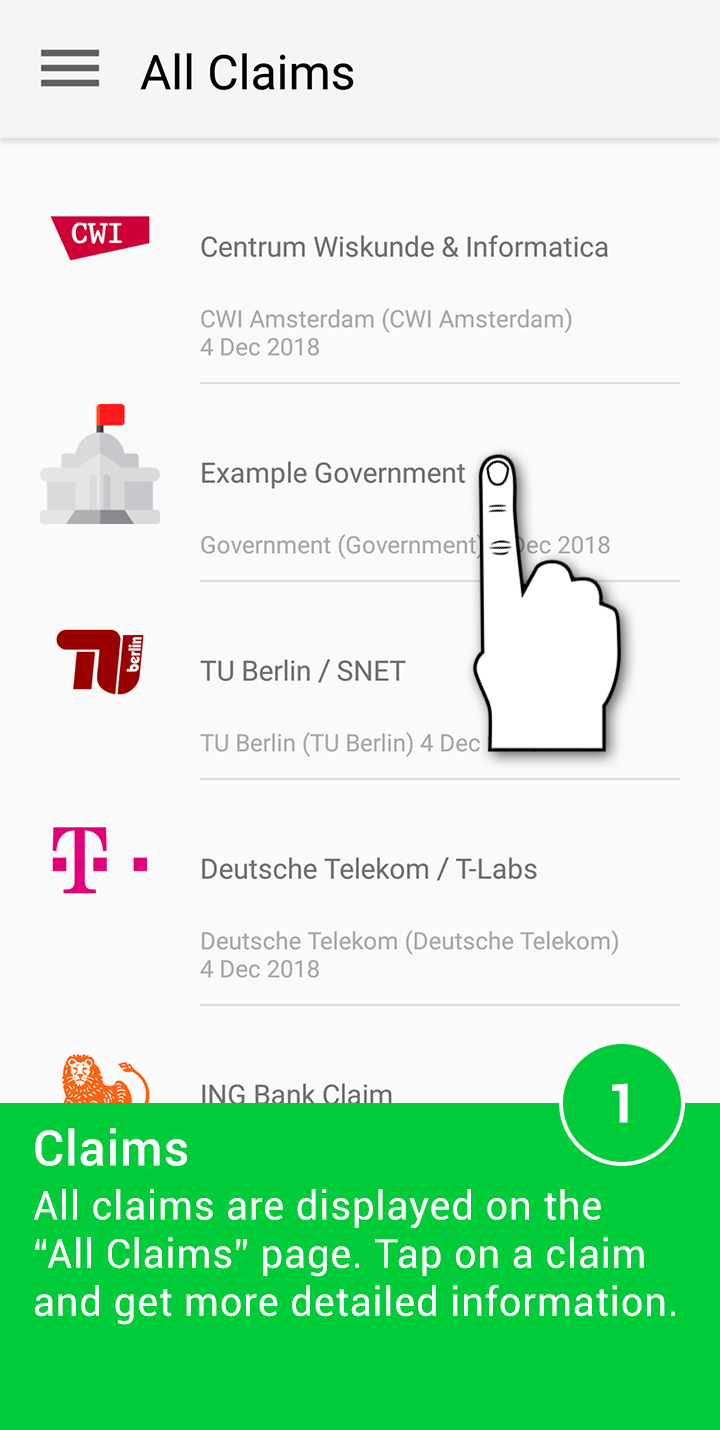 All Claims
CWI
Centrum Wiskunde & Informatica
CWI Amsterdam (CWI Amsterdam)
4 Dec 2018
Example Government
Government (Government) Dec 2018
TU berlin
TU Berlin / SNET
TU Berlin (TU Berlin) 4 Dec
T
Deutsche Telekom / T-Labs
Deutsche Telekom (Deutsche Telekom)
4 Dec 2018
ING Bank Claim
1
Claims
All claims are displayed on the
“All Claims” page. Tap on a claim
and get more detailed information.